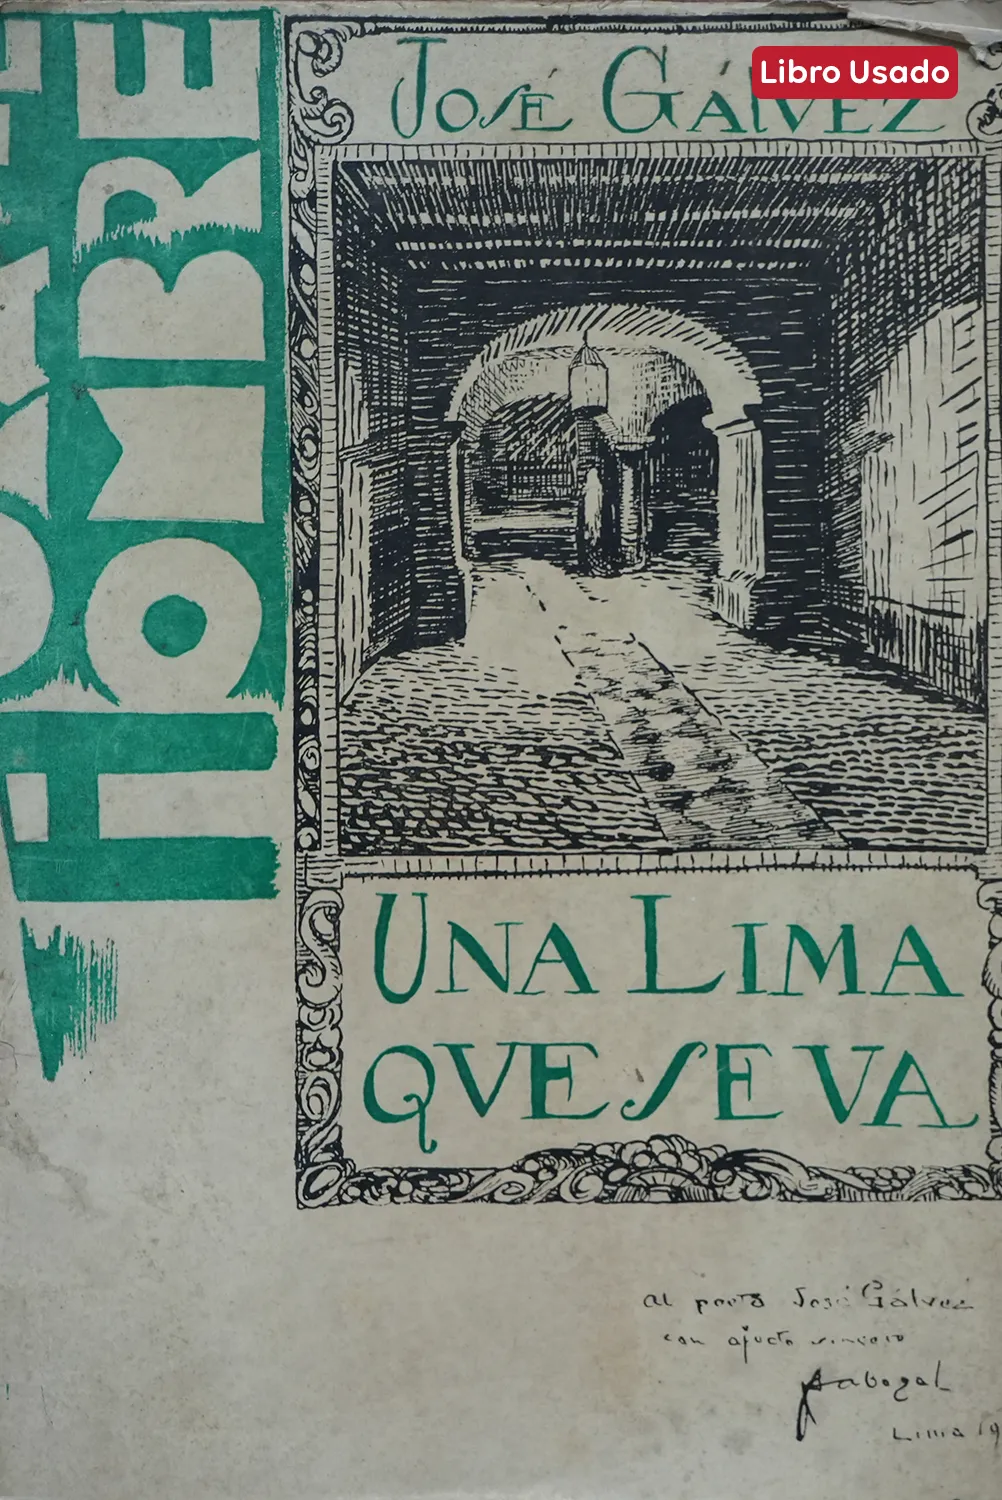 Libro Usado
JOSÉ GÁLVEZ
HOMBRE
UNA LIMA
QVE SE VA
Al poeta José Gálvez
con afecto sincero
Sabogal
Lima 19